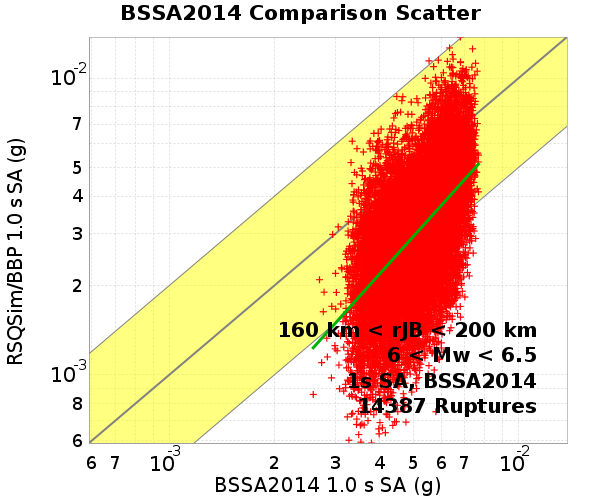 BSSA2014 Comparison Scatter
RSQSim/BBP 1.0 s SA (g)
10-2
7
5
4
3
2
10-3
8
6
160 km < rJB < 200 km
6 < Mw < 6.5
1s SA, BSSA2014
14387 Ruptures
6 7 10-3 2 3 4 5 6 7 10-2
BSSA2014 1.0 s SA (g)